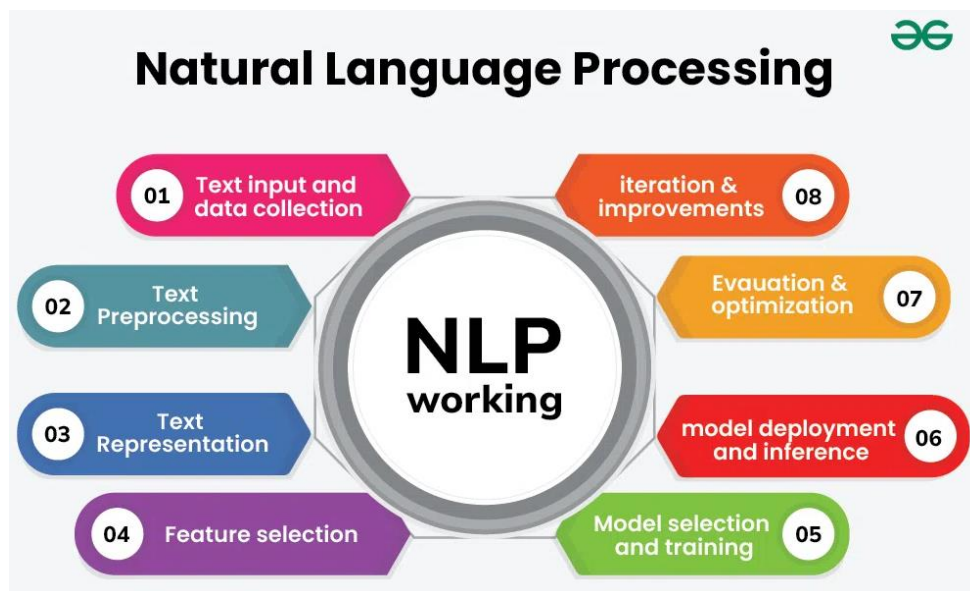 Natural Language Processing
01
Text input and
data collection
02
Text
Preprocessing
03
Text
Representation
04
Feature selection
NLP
working
iteration &
improvements
08
Evauation &
optimization
07
model deployment
and inference
06
Model selection
and training
05